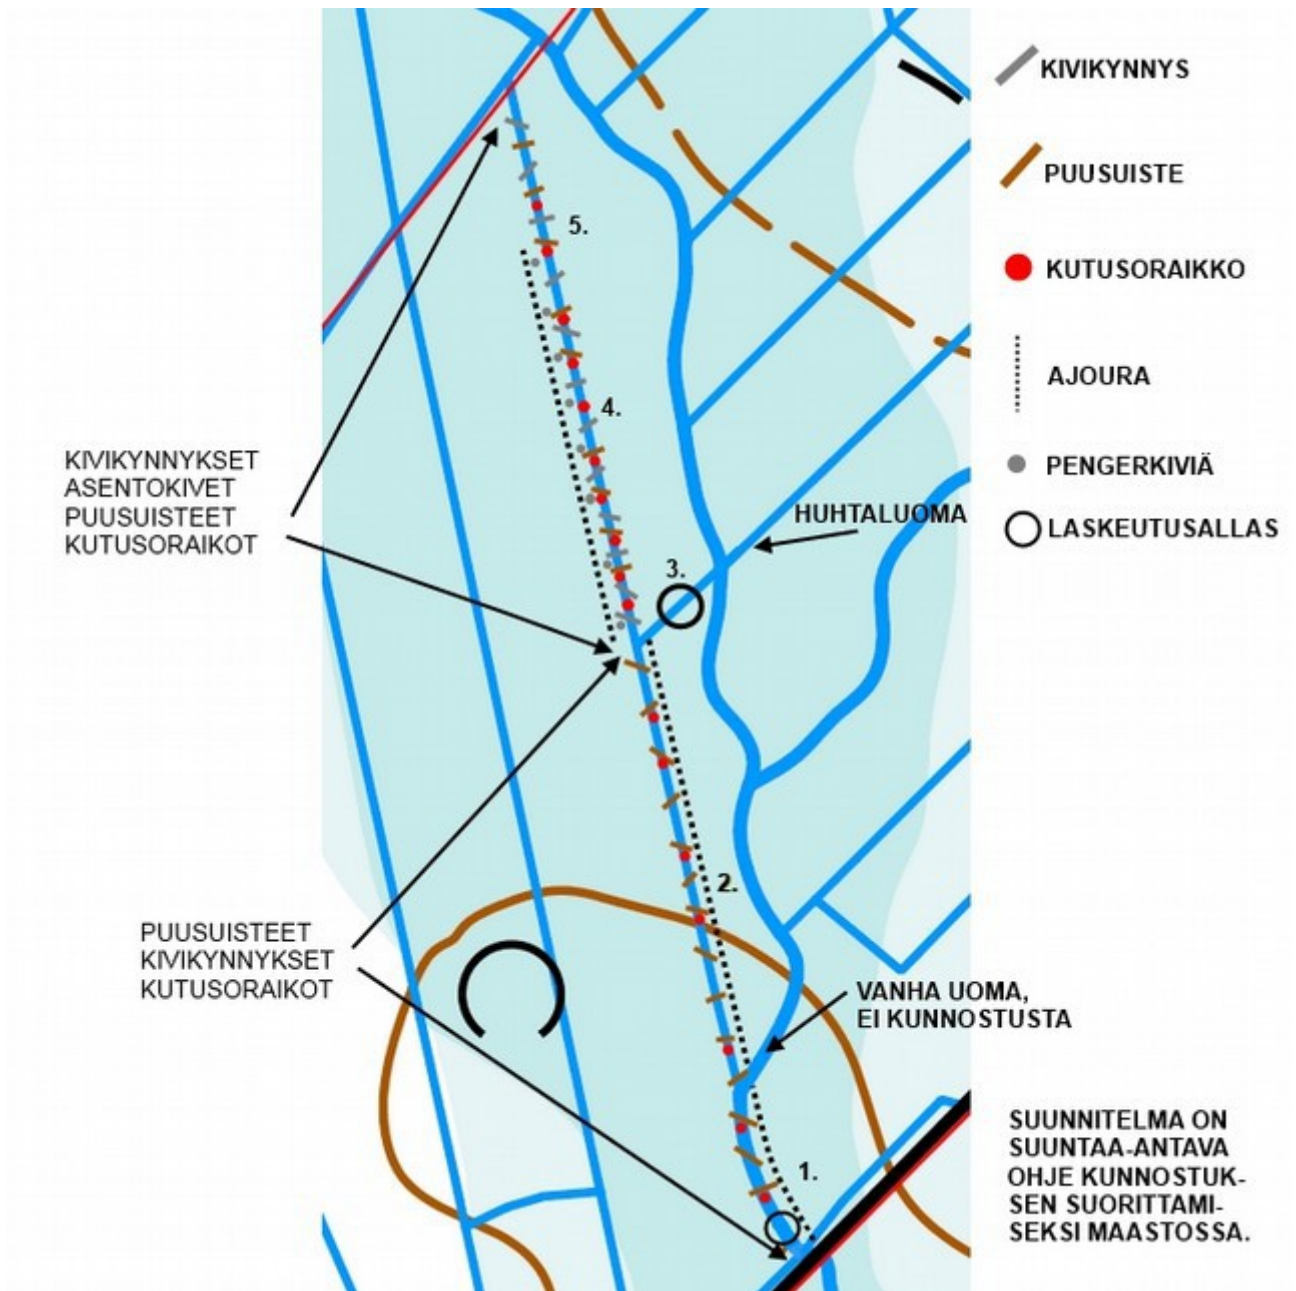 KIVIKYNNYS
PUUSUISTE
5.
KUTUSORAIKKO
AJOURA
4.
KIVIKYNNYKSET
ASENTOKIVET
PUUSUISTEET
KUTUSORAIKOT
PENGERKIVIÄ
HUHTALUOMA
LASKEUTUSALLAS
3.
2.
PUUSUISTEET
KIVIKYNNYKSET
KUTUSORAIKOT
VANHA UOMA,
EI KUNNOSTUSTA
1.
SUUNNITELMA ON
SUUNTAA-ANTAVA
OHJE KUNNOSTUK-
SEN SUORITTAMI-
SEKSI MAASTOSSA.